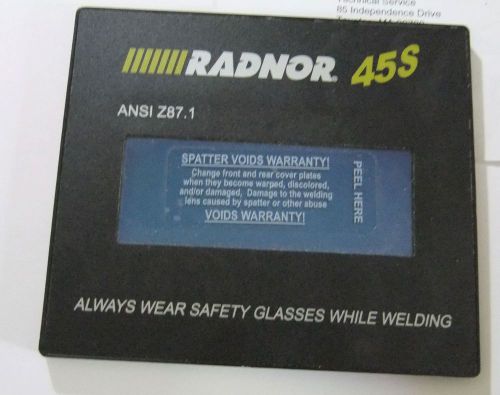 Technical Service
85 Independence Drive
RADNOR 45S
ANSI Z87.1
SPATTER VOIDS WARRANTY!
Change front and rear cover plates
when they become warped, discolored,
and/or damaged, Damage to the welding
lens caused by spatter or other abuse
VOIDS WARRANTY!
PEEL HERE
ALWAYS WEAR SAFETY GLASSES WHILE WELDING